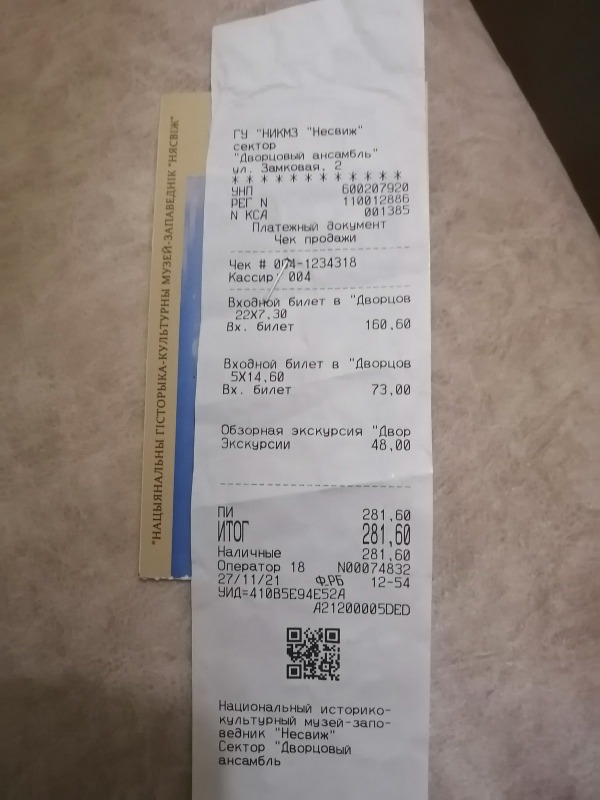 "НАЦЫЯНАЛЬНЫ ГІСТОРЫКА-КУЛЬТУРНЫ МУЗЕЙ-ЗАПАВЕДНІК "НЯСВІЖ"
ГУ "НИКМЗ "Несвиж"
сектор
"Дворцовый ансамбль"
ул. Замковая, 2
* * * * * * * * * * *
УНП 600207920
РЕГ N 110012886
N КСА 001385
Платежный документ
Чек продажи
Чек # 004-1234318
Кассир: 004
Входной билет в "Дворцов
22X7,30
Вх. билет 160,60
Входной билет в "Дворцов
5X14,60
Вх. билет 73,00
Обзорная экскурсия "Двор
Экскурсии 48,00
ПИ 281,60
ИТОГ 281,60
Наличные 281,60
Оператор 18 N00074832
27/11/21 Ф.РБ 12-54
УИД=410B5E94E52A
A21200005DED
Национальный историко-
культурный музей-запо-
ведник "Несвиж"
Сектор "Дворцовый
ансамбль